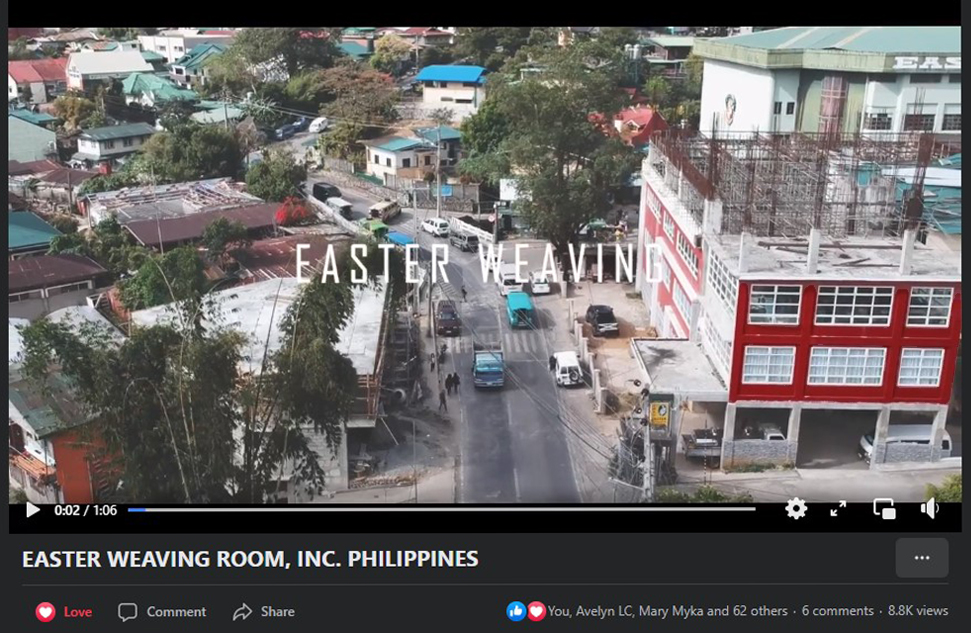 EAS
EASTER WEAVING
0:02 / 1:06
EASTER WEAVING ROOM, INC. PHILIPPINES
Love
Comment
Share
You, Avelyn LC, Mary Myka and 62 others · 6 comments · 8.8K views